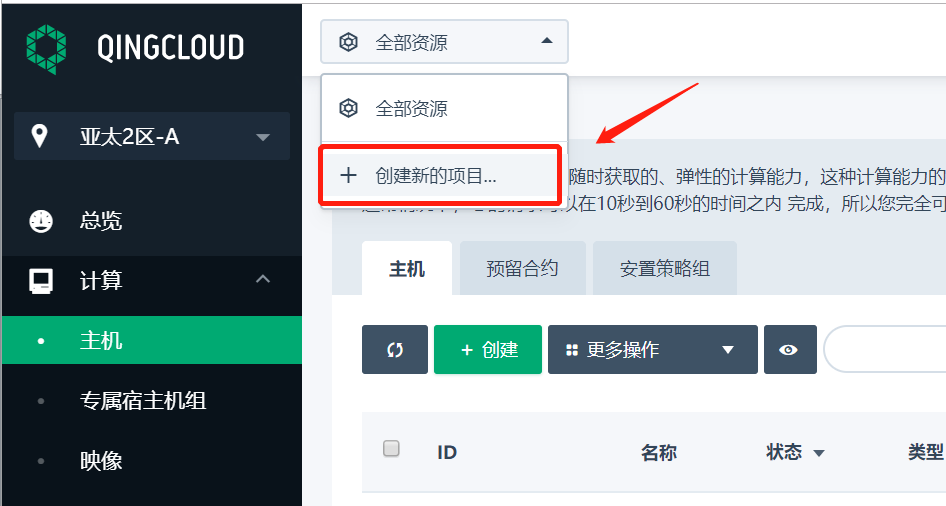 QINGCLOUD
全部资源
亚太2区-A
全部资源
创建新的项目...
随时获取的、弹性的计算能力，这种计算能力的
在10秒到60秒的时间之内 完成，所以您完全可
总览
计算
主机
专属宿主机组
映像
主机
预留合约
安置策略组
创建
更多操作
ID
名称
状态
类型